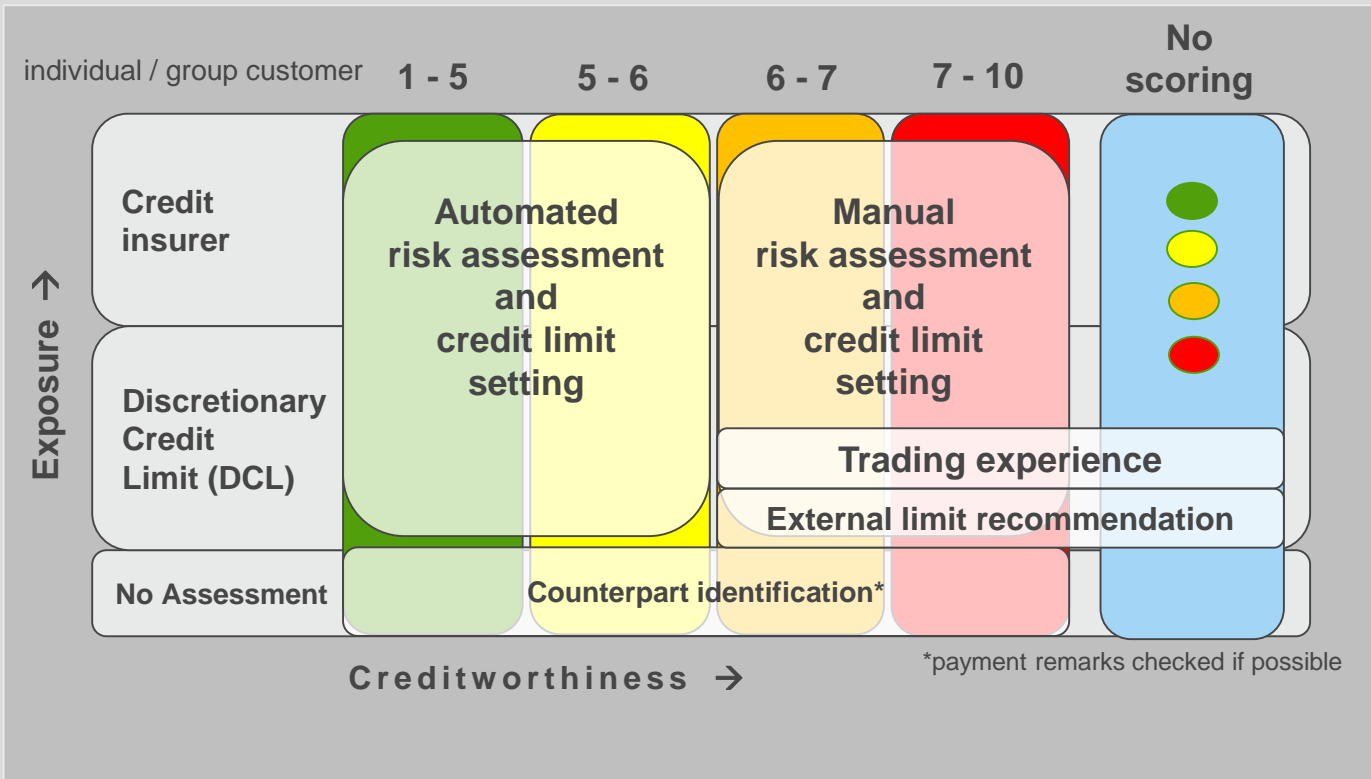 No
scoring
individual / group customer
1 - 5
5 - 6
6 - 7
7 - 10
Credit
insurer
Automated
risk assessment
and
credit limit
setting
Manual
risk assessment
and
credit limit
setting
Exposure →
Discretionary
Credit
Limit (DCL)
Trading experience
External limit recommendation
No Assessment
Counterpart identification*
*payment remarks checked if possible
Creditworthiness →